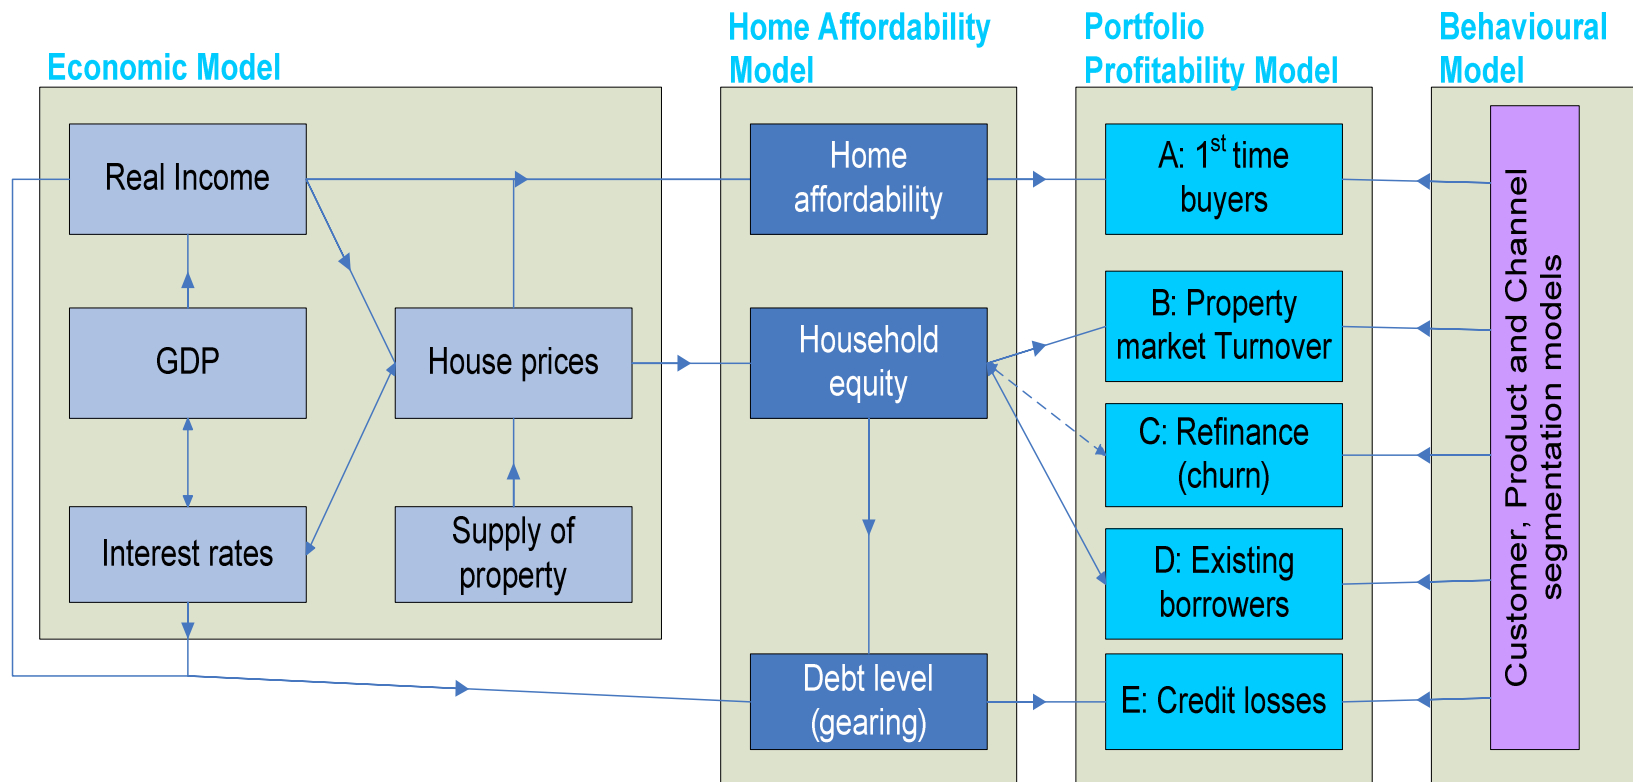 Economic Model
Home Affordability
Model
Portfolio
Profitability Model
Behavioural
Model
Real Income
GDP
Interest rates
House prices
Supply of
property
Home
affordability
Household
equity
Debt level
(gearing)
A: 1st time
buyers
B: Property
market Turnover
C: Refinance
(churn)
D: Existing
borrowers
E: Credit losses
Customer, Product and Channel
segmentation models